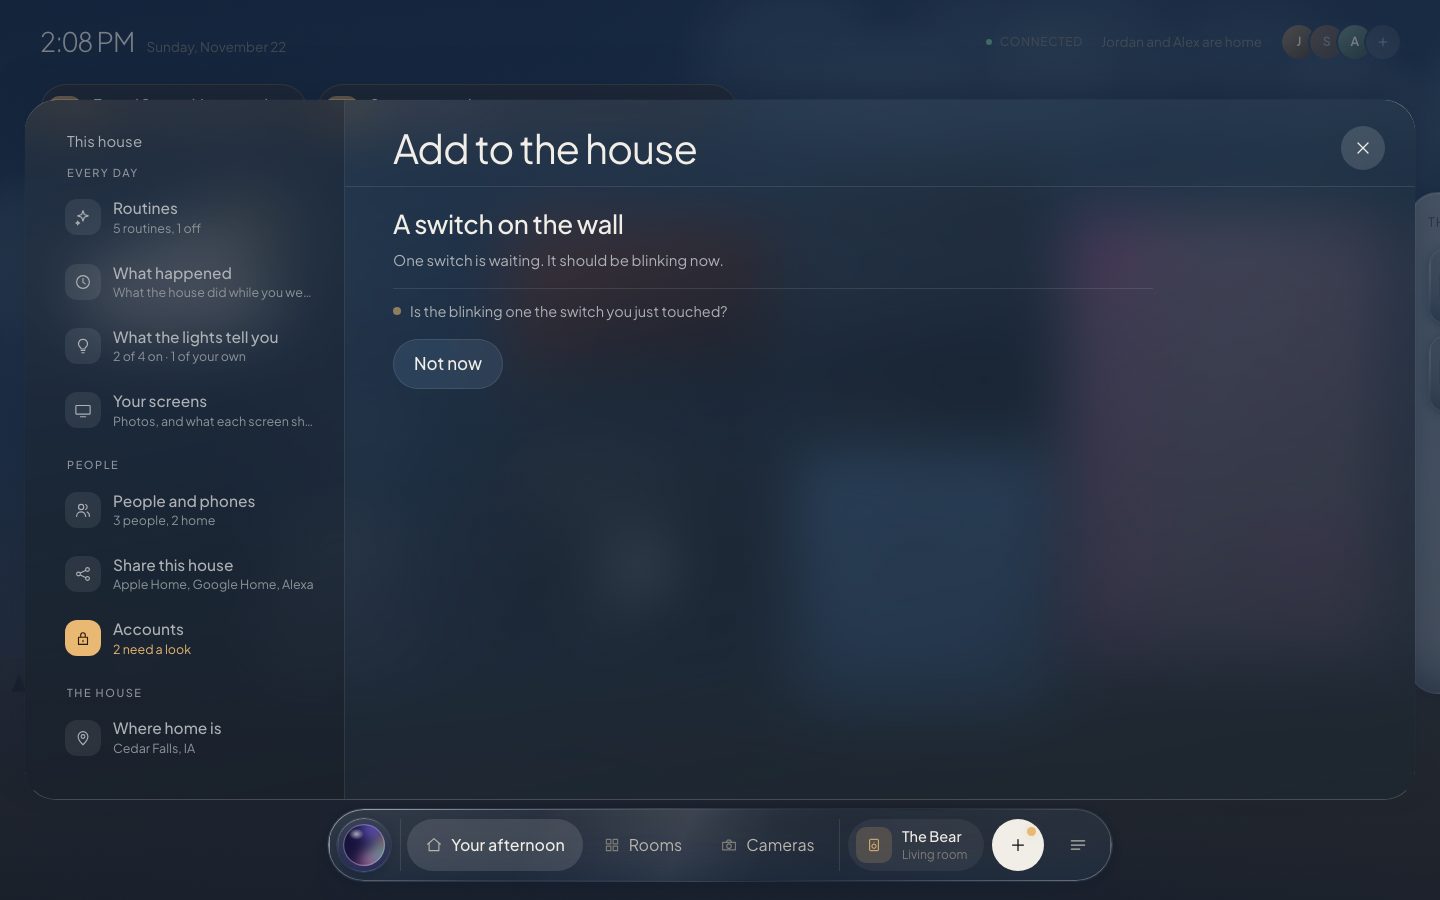 2:08 PM Sunday, November 22
CONNECTED Jordan and Alex are home J S A +
This house
EVERY DAY
Routines
5 routines, 1 off
What happened
What the house did while you we...
What the lights tell you
2 of 4 on · 1 of your own
Your screens
Photos, and what each screen sh...
PEOPLE
People and phones
3 people, 2 home
Share this house
Apple Home, Google Home, Alexa
Accounts
2 need a look
THE HOUSE
Where home is
Cedar Falls, IA
Add to the house
A switch on the wall
One switch is waiting. It should be blinking now.
Is the blinking one the switch you just touched?
Not now
Your afternoon
Rooms
Cameras
The Bear
Living room